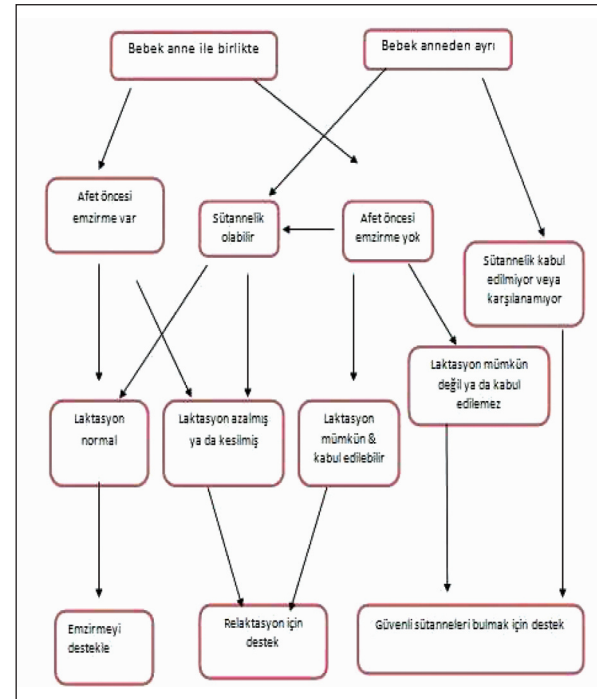 Bebek anne ile birlikte
Bebek anneden ayrı
Afet öncesi
emzirme var
Sütannelik
olabilir
Afet öncesi
emzirme yok
Sütannelik kabul
edilmiyor veya
karşılanamıyor
Laktasyon
normal
Laktasyon azalmış
ya da kesilmiş
Laktasyon
mümkün &
kabul edilebilir
Laktasyon mümkün
değil ya da kabul
edilemez
Emzirmeyi
destekle
Relaktasyon için
destek
Güvenli sütanneleri bulmak için destek